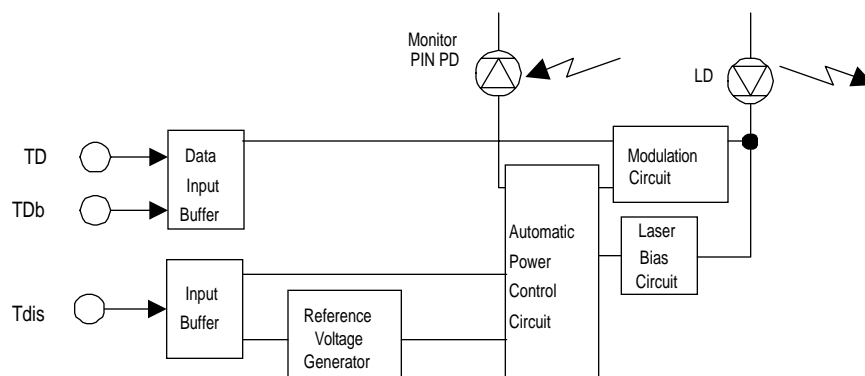 Monitor
PIN PD
LD
TD
TDb
Data
Input
Buffer
Modulation
Circuit
Automatic
Power
Control
Circuit
Laser
Bias
Circuit
Tdis
Input
Buffer
Reference
Voltage
Generator